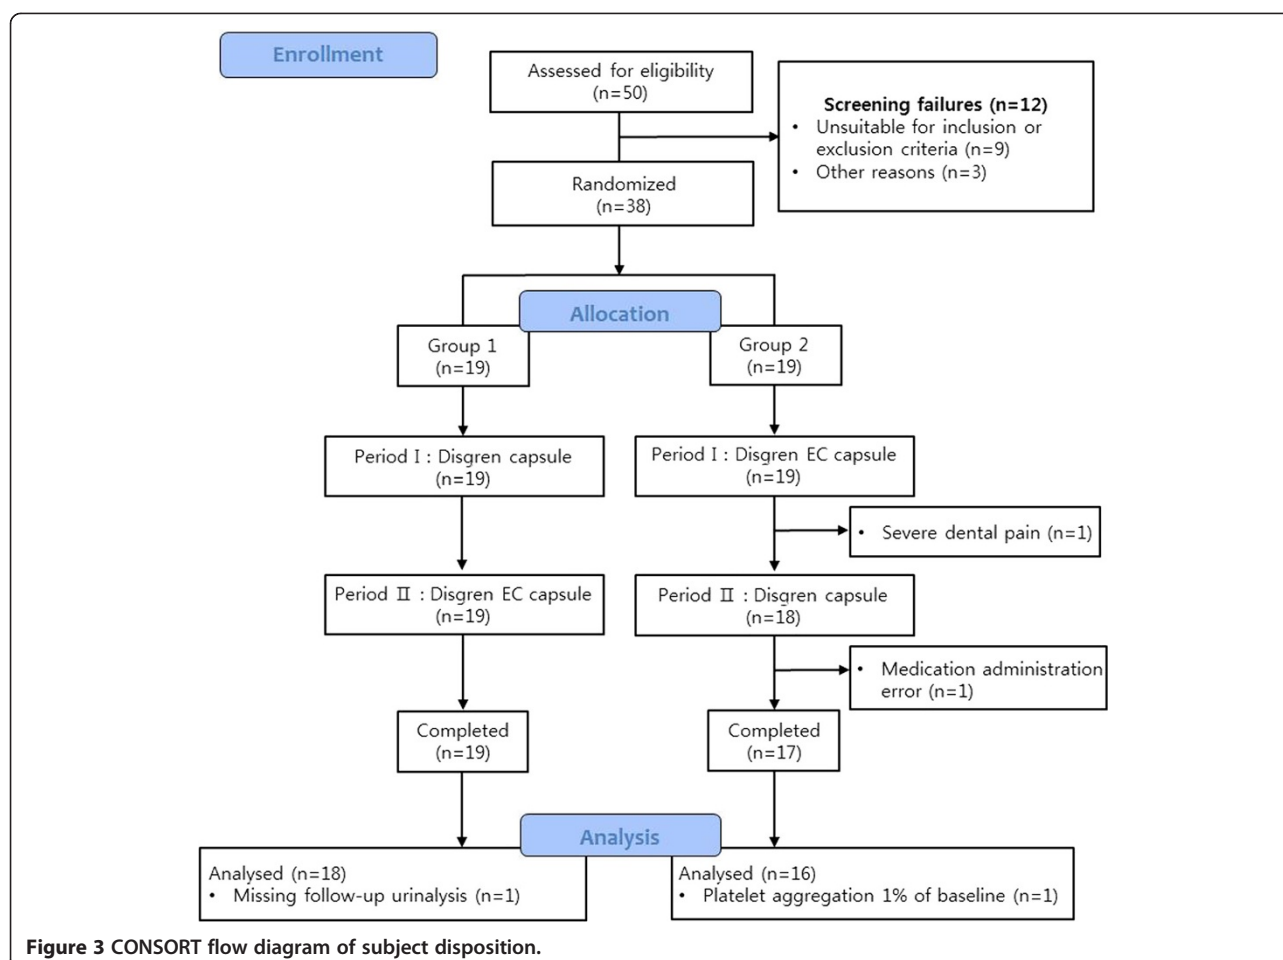 Enrollment
Assessed for eligibility
(n=50)
Screening failures (n=12)
• Unsuitable for inclusion or
exclusion criteria (n=9)
• Other reasons (n=3)
Randomized
(n=38)
Allocation
Group 1
(n=19)
Group 2
(n=19)
Period I : Disgren capsule
(n=19)
Period I : Disgren EC capsule
(n=19)
• Severe dental pain (n=1)
Period Ⅱ : Disgren EC capsule
(n=19)
Period Ⅱ : Disgren capsule
(n=18)
• Medication administration
error (n=1)
Completed
(n=19)
Completed
(n=17)
Analysis
Analysed (n=18)
• Missing follow-up urinalysis (n=1)
Analysed (n=16)
• Platelet aggregation 1% of baseline (n=1)
Figure 3 CONSORT flow diagram of subject disposition.